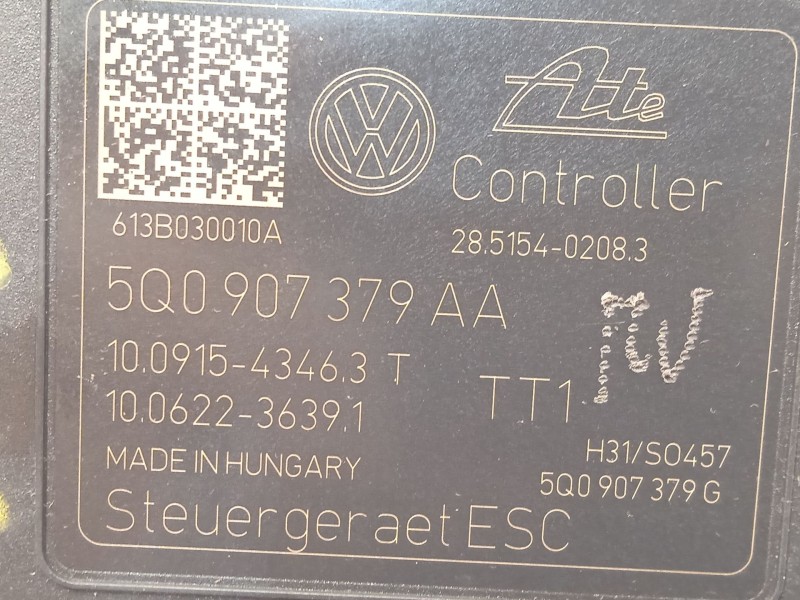 Ate
Controller
613B030010A
28.5154-0208.3
5Q0 907 379 AA
10.0915-4346.3 T
10.0622-3639.1
TT1
MADE IN HUNGARY
H31/SO457
5Q0 907 379 G
Steuergeraet ESC